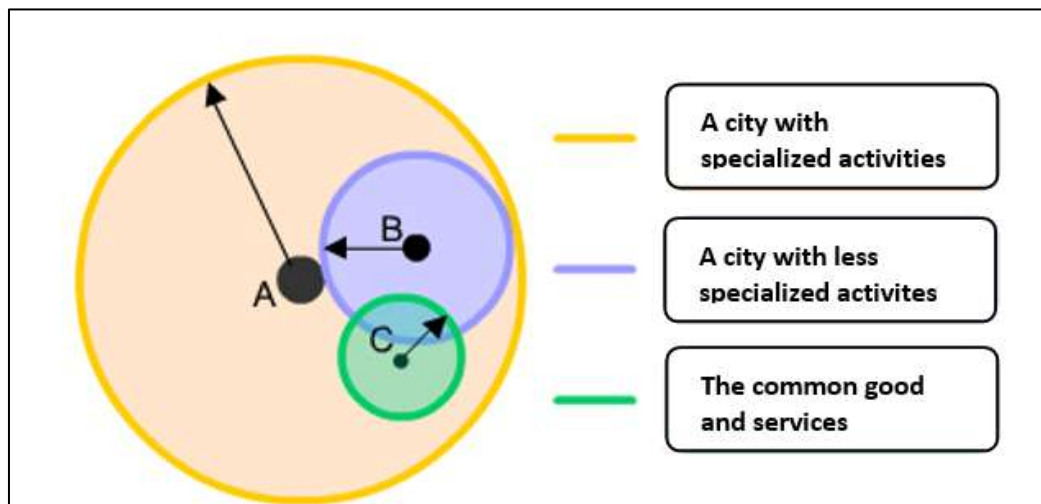 A
B
C
A city with
specialized activities
A city with less
specialized activites
The common good
and services